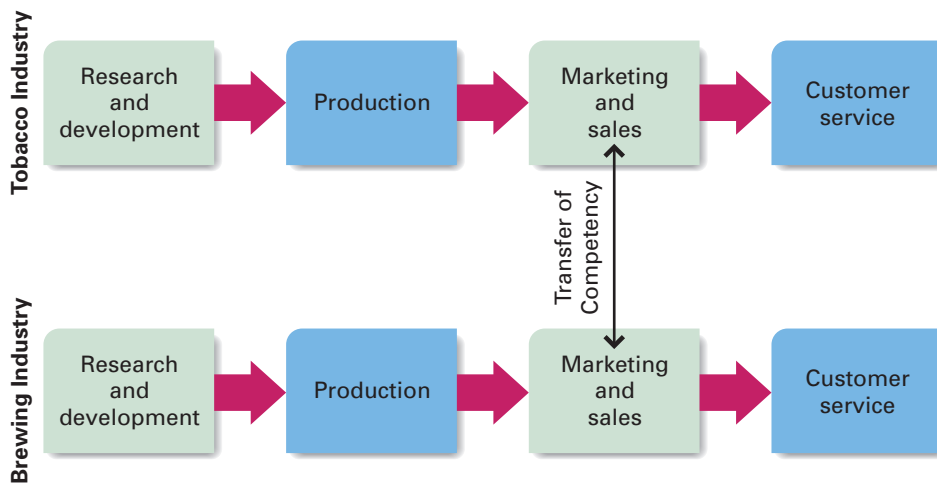 Tobacco Industry
Research
and
development
Production
Marketing
and
sales
Customer
service
Transfer of
Competency
Brewing Industry
Research
and
development
Production
Marketing
and
sales
Customer
service